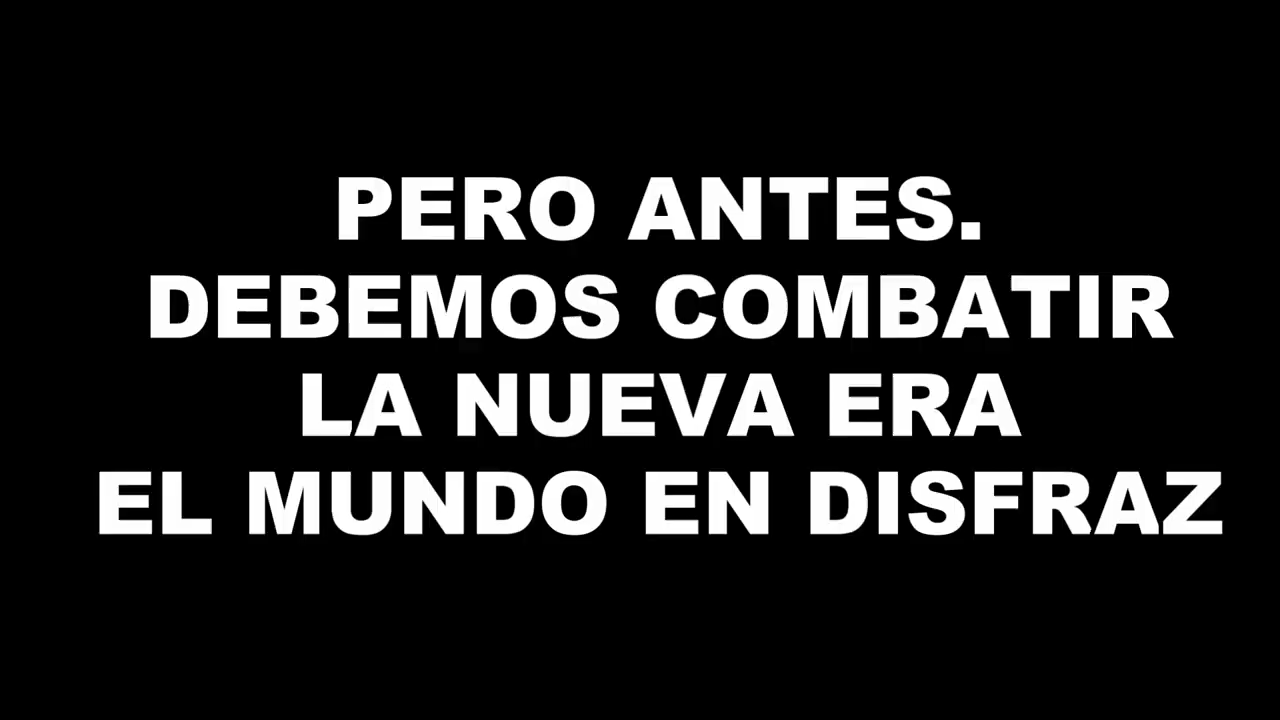 PERO ANTES.
DEBEMOS COMBATIR
LA NUEVA ERA
EL MUNDO EN DISFRAZ